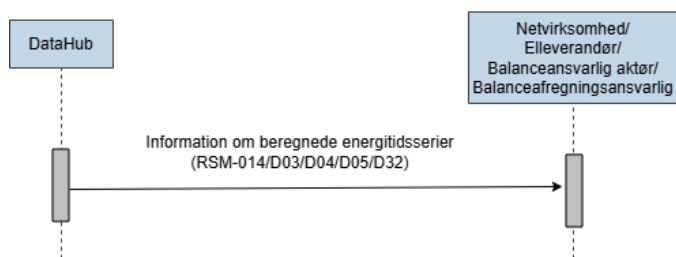 DataHub
Netvirksomhed/
Elleverandør/
Balanceansvarlig aktør/
Balanceafregningsansvarlig
Information om beregnede energitidsserier
(RSM-014/D03/D04/D05/D32)